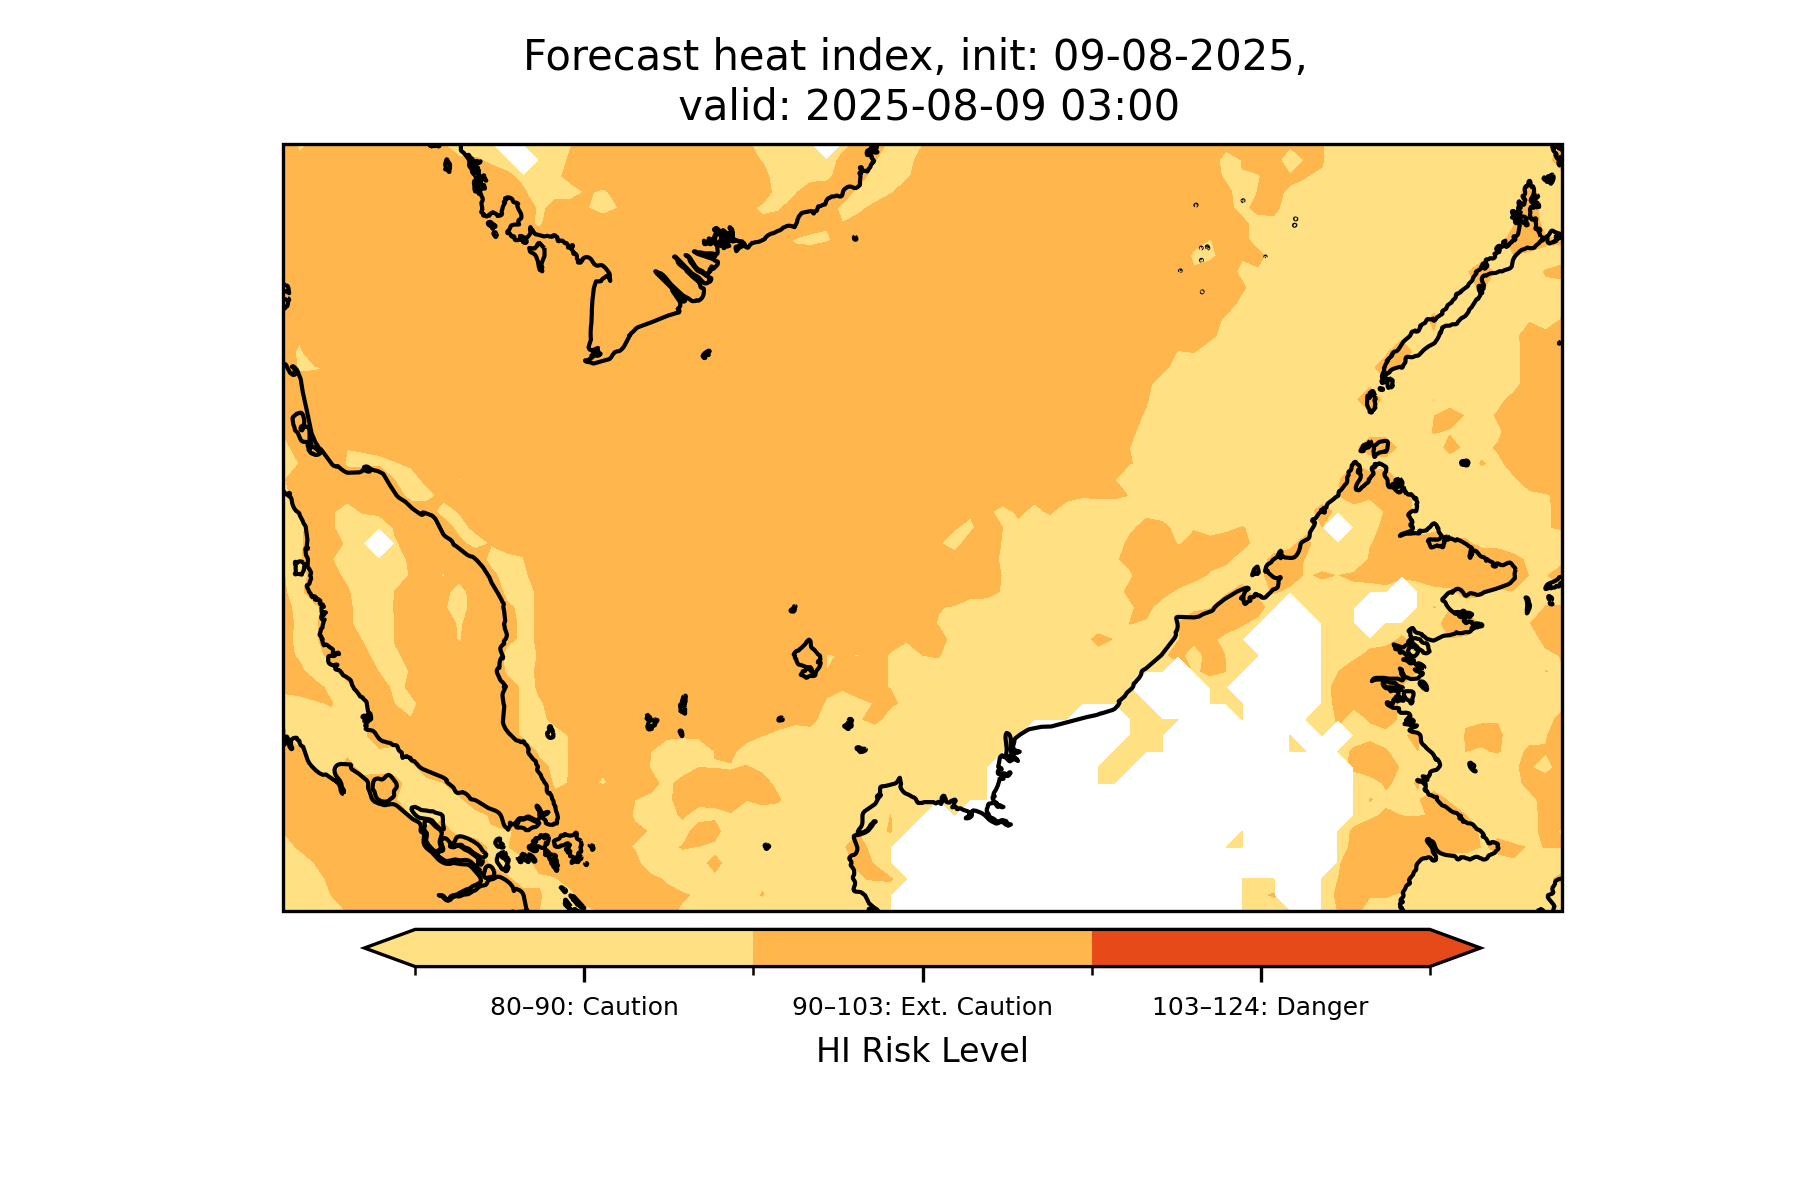 Forecast heat index, init: 09-08-2025,
valid: 2025-08-09 03:00
80–90: Caution
90–103: Ext. Caution
103–124: Danger
HI Risk Level